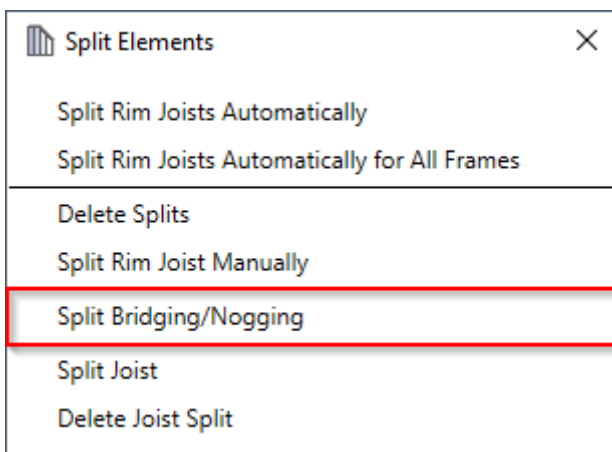 Split Elements
Split Rim Joists Automatically
Split Rim Joists Automatically for All Frames
Delete Splits
Split Rim Joist Manually
Split Bridging/Nogging
Split Joist
Delete Joist Split